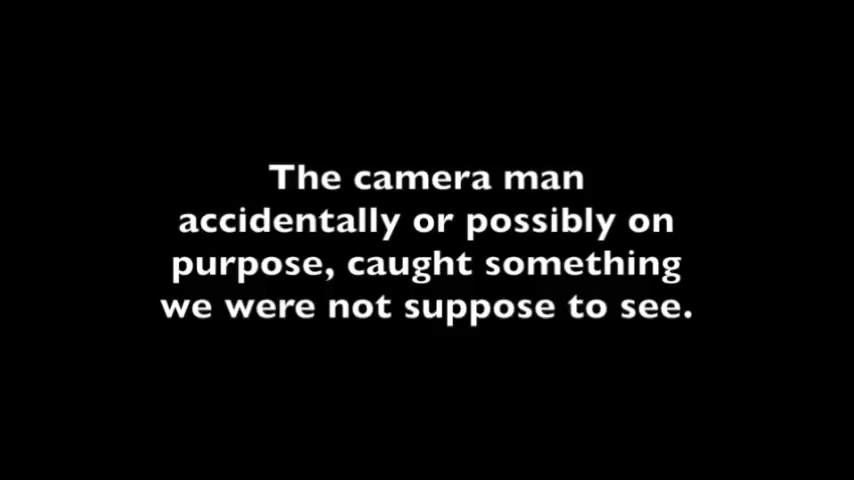 The camera man
accidentally or possibly on
purpose, caught something
we were not suppose to see.